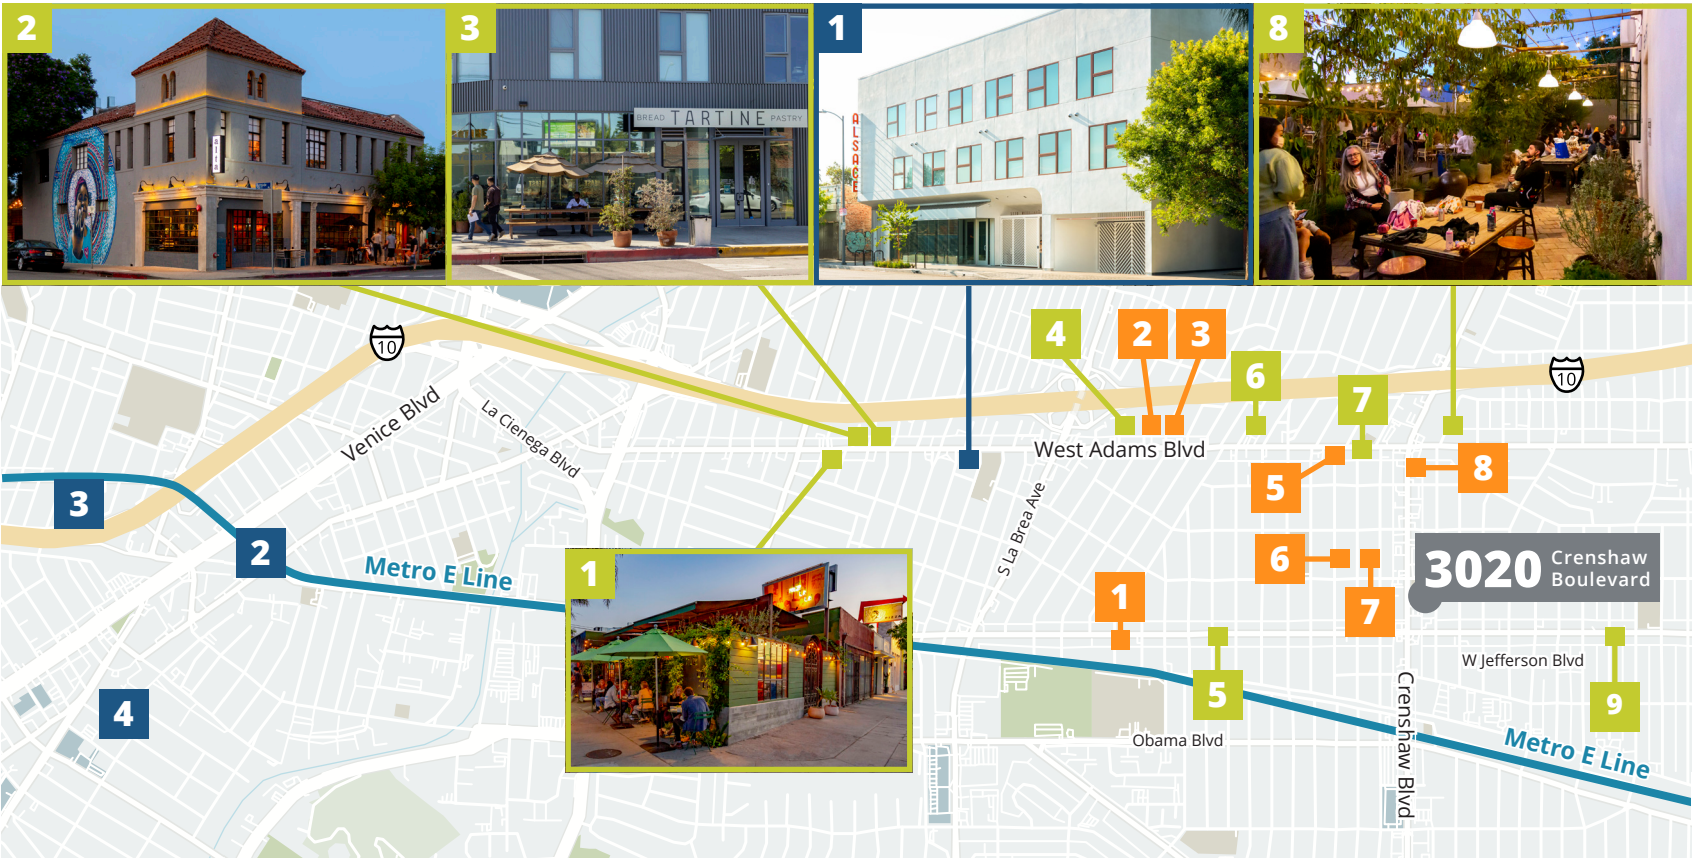 2
3
1
8
alta
BREAD TARTINE PASTRY
ALSACE
10
10
Venice Blvd
La Cienega Blvd
4
2
3
6
7
West Adams Blvd
5
8
S La Brea Ave
3
2
Metro E Line
1
6
7
1
3020 Crenshaw
Boulevard
W Jefferson Blvd
4
5
9
Obama Blvd
Crenshaw Blvd
Metro E Line